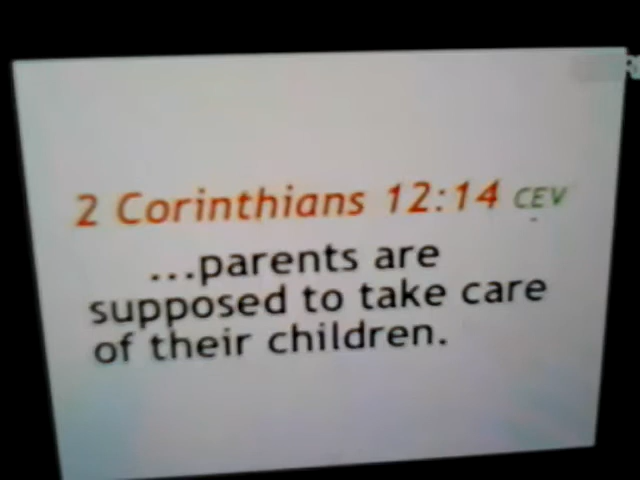 2 Corinthians 12:14 CEV
...parents are
supposed to take care
of their children.